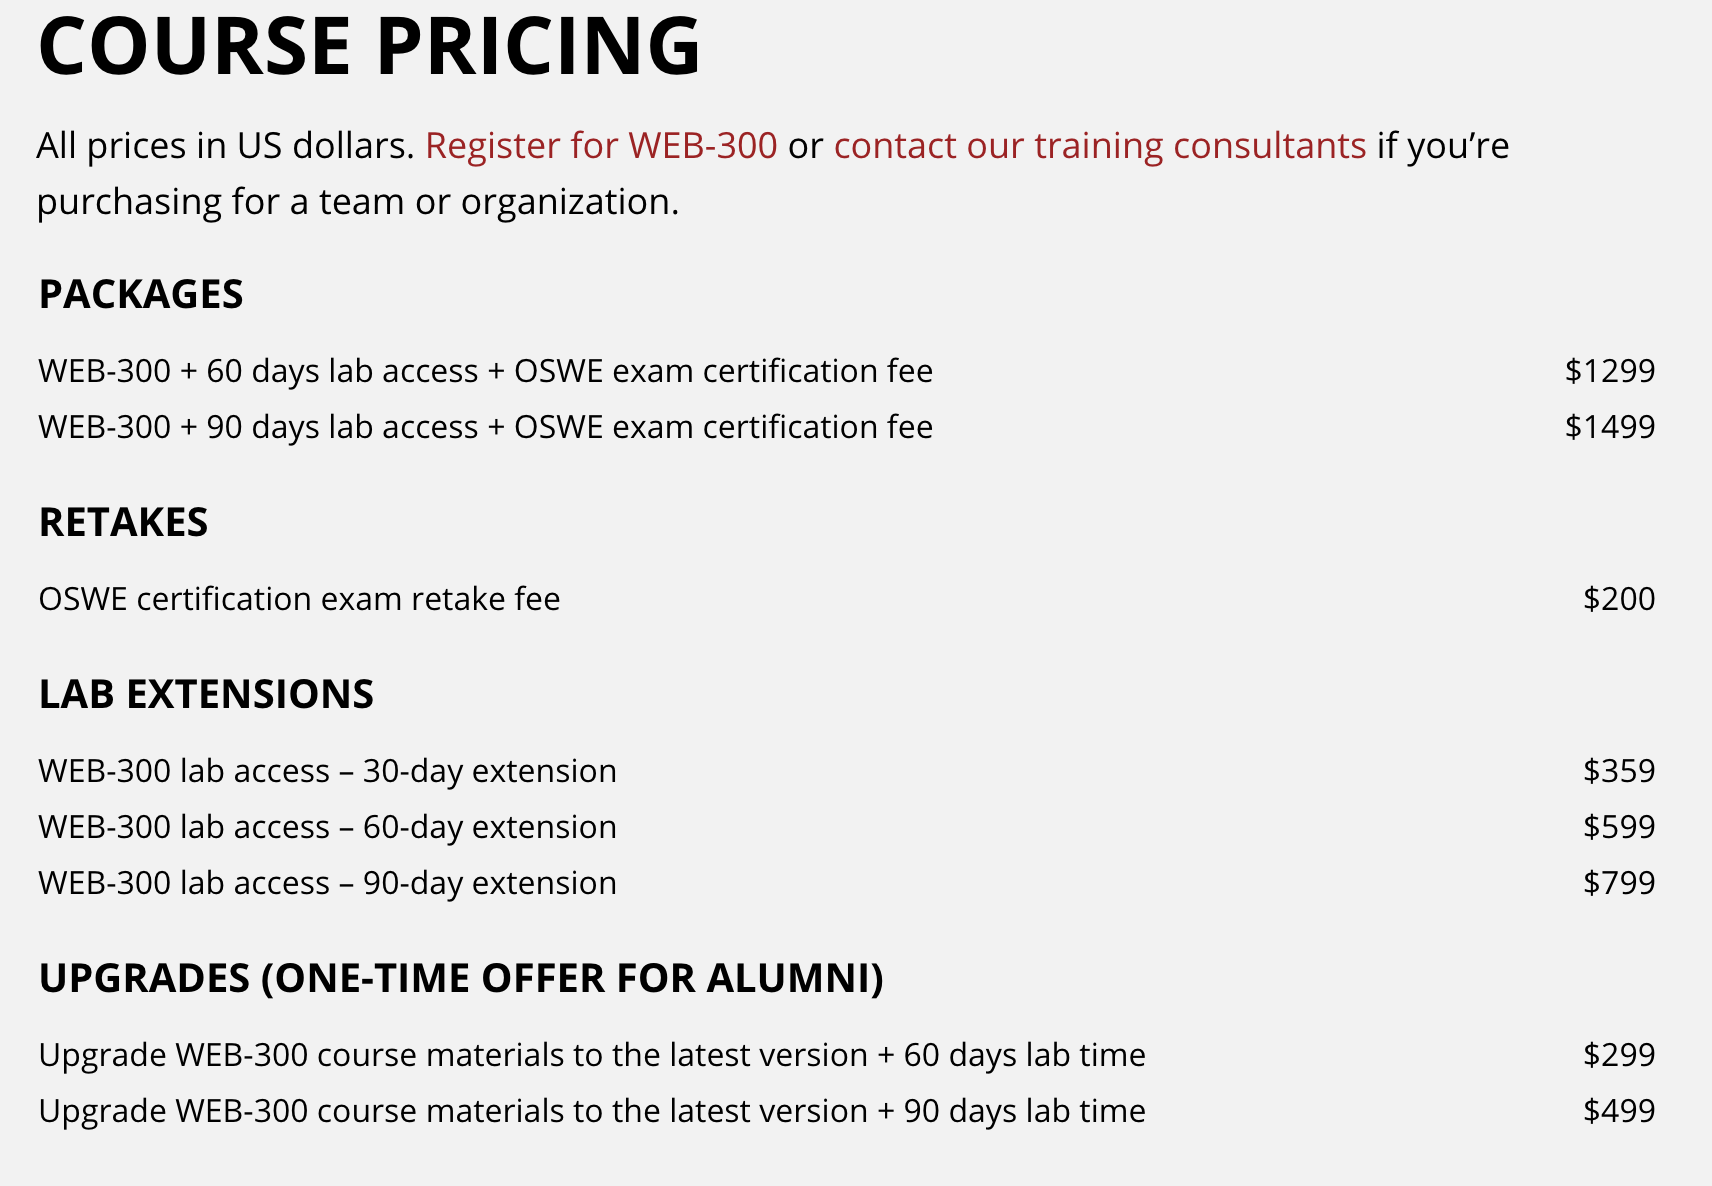 COURSE PRICING
All prices in US dollars. Register for WEB-300 or contact our training consultants if you’re
purchasing for a team or organization.
PACKAGES
WEB-300 + 60 days lab access + OSWE exam certification fee $1299
WEB-300 + 90 days lab access + OSWE exam certification fee $1499
RETAKES
OSWE certification exam retake fee $200
LAB EXTENSIONS
WEB-300 lab access – 30-day extension $359
WEB-300 lab access – 60-day extension $599
WEB-300 lab access – 90-day extension $799
UPGRADES (ONE-TIME OFFER FOR ALUMNI)
Upgrade WEB-300 course materials to the latest version + 60 days lab time $299
Upgrade WEB-300 course materials to the latest version + 90 days lab time $499